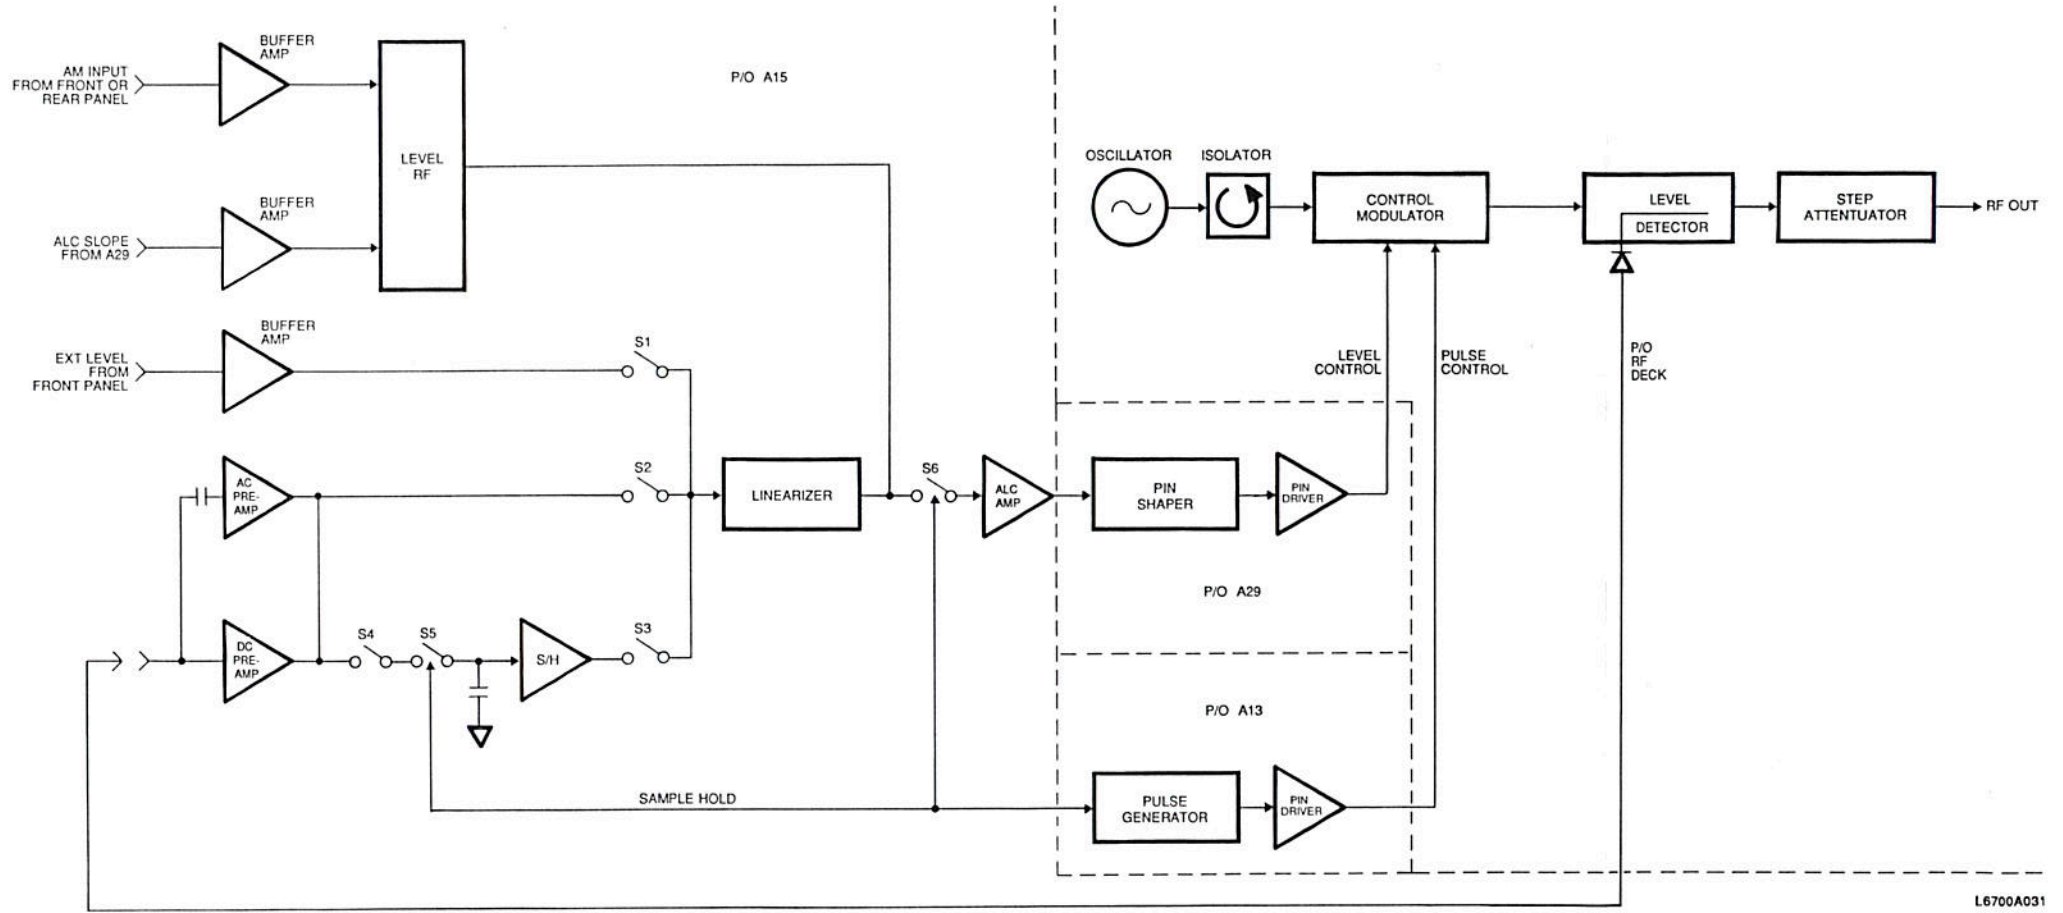 BUFFER
AMP
AM INPUT
FROM FRONT OR
REAR PANEL
P/O A15
LEVEL
RF
BUFFER
AMP
ALC SLOPE
FROM A29
BUFFER
AMP
EXT LEVEL
FROM
FRONT PANEL
S1
AC
PRE-
AMP
S2
LINEARIZER
S6
ALC
AMP
DC
PRE-
AMP
S4
S5
S/H
S3
SAMPLE HOLD
OSCILLATOR
ISOLATOR
CONTROL
MODULATOR
LEVEL
DETECTOR
STEP
ATTENTUATOR
RF OUT
LEVEL
CONTROL
PULSE
CONTROL
P/O
RF
DECK
PIN
SHAPER
PIN
DRIVER
P/O A29
P/O A13
PULSE
GENERATOR
PIN
DRIVER
L6700A031